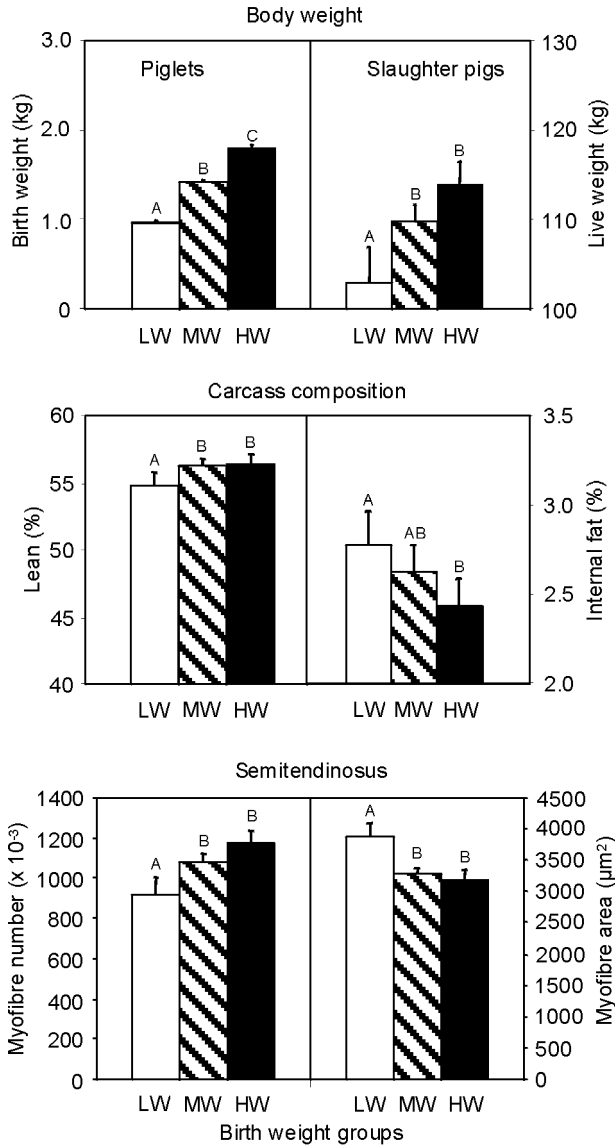 Body weight
Piglets
Slaughter pigs
Birth weight (kg)
3.0
2.0
1.0
0
A
B
C
A
B
B
130
120
110
100
Live weight (kg)
LW MW HW
LW MW HW
Carcass composition
Lean (%)
60
55
50
45
40
A
B
B
A
AB
B
3.5
3.0
2.5
2.0
Internal fat (%)
LW MW HW
LW MW HW
Semitendinosus
Myofibre number (x 10-3)
1400
1200
1000
800
600
400
200
0
A
B
B
A
B
B
4500
4000
3500
3000
2500
2000
1500
1000
500
0
Myofibre area (µm²)
LW MW HW
LW MW HW
Birth weight groups